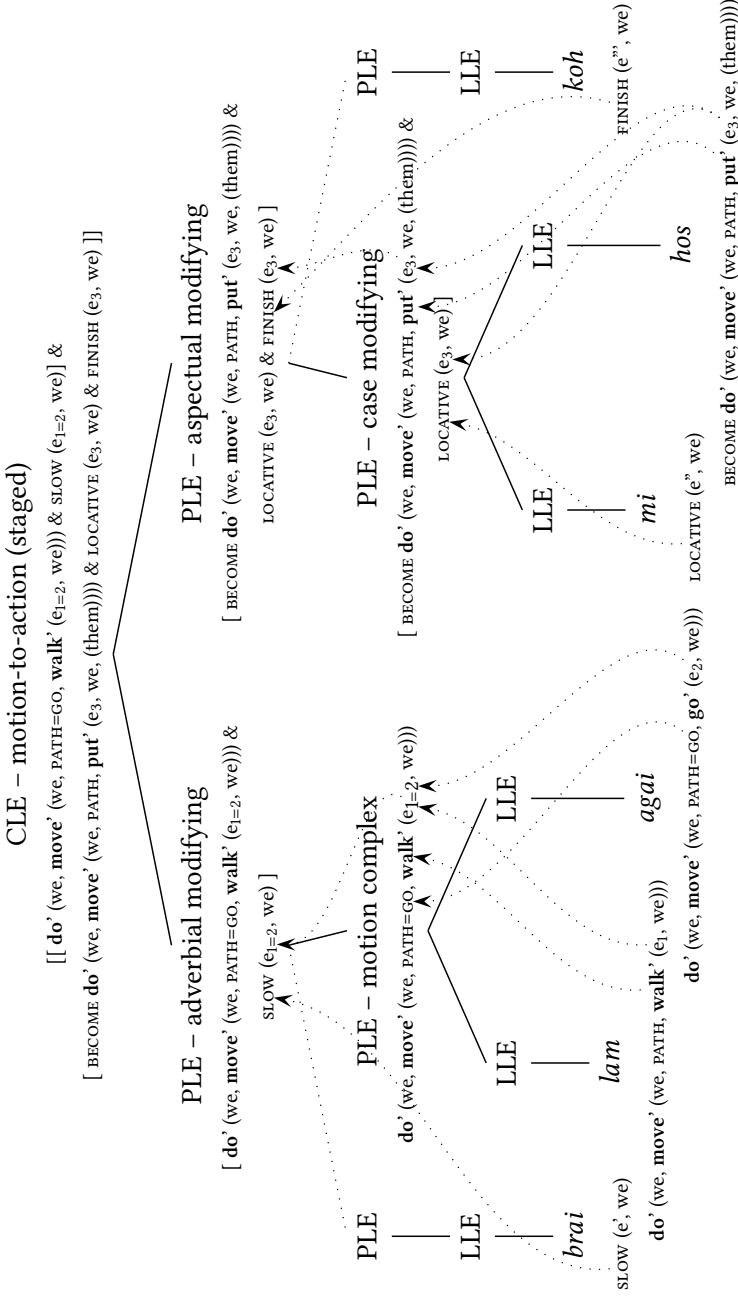 CLE – motion-to-action (staged)
[[ do’ (we, move’ (we, PATH=GO, walk’ (e1=2, we))) & SLOW (e1=2, we)] &
[ BECOME do’ (we, move’ (we, PATH, put’ (e3, we, (them)))) & LOCATIVE (e3, we) & FINISH (e3, we) ]]
PLE – adverbial modifying
[ do’ (we, move’ (we, PATH=GO, walk’ (e1=2, we))) &
SLOW (e1=2, we) ]
PLE – aspectual modifying
[ BECOME do’ (we, move’ (we, PATH, put’ (e3, we, (them)))) &
LOCATIVE (e3, we) & FINISH (e3, we) ]
PLE
LLE
brai
SLOW (e’, we)
PLE – motion complex
do’ (we, move’ (we, PATH=GO, walk’ (e1=2, we)))
LLE
lam
do’ (we, move’ (we, PATH, walk’ (e1, we)))
LLE
agai
do’ (we, move’ (we, PATH=GO, go’ (e2, we)))
PLE – case modifying
[ BECOME do’ (we, move’ (we, PATH, put’ (e3, we, (them)))) &
LOCATIVE (e3, we) ]
LLE
mi
LOCATIVE (e”, we)
LLE
hos
BECOME do’ (we, move’ (we, PATH, put’ (e3, we, (them))))
PLE
LLE
koh
FINISH (e”’, we)